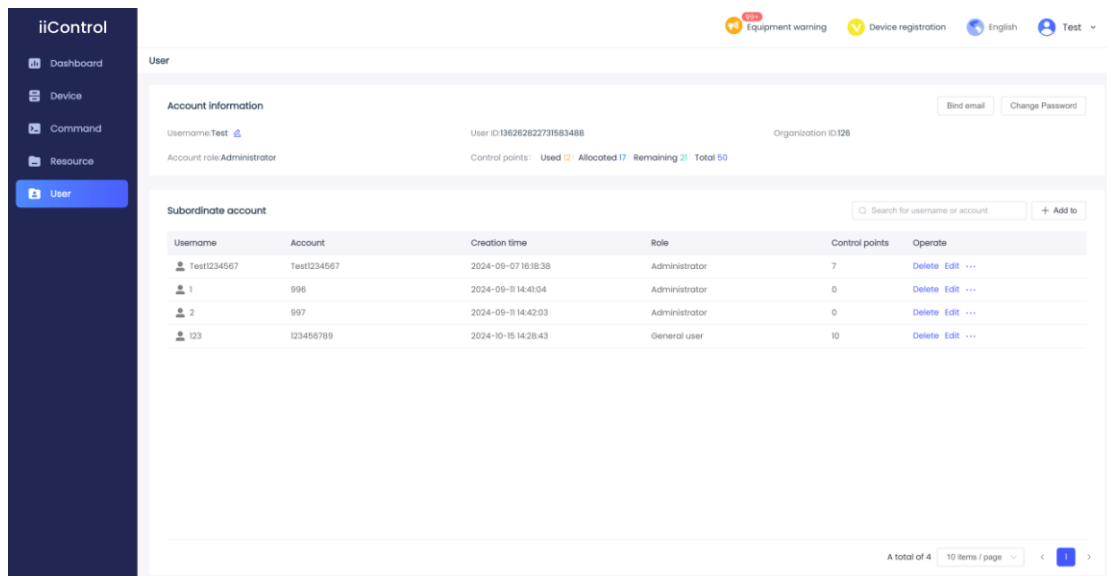 iiControl
99+
Equipment warning
Device registration
English
Test
Dashboard
Device
Command
Resource
User
User
Account information
Bind email
Change Password
Username:Test
User ID:136262822731583488
Organization ID:126
Account role:Administrator
Control points: Used 12 Allocated 17 Remaining 21 Total 50
Subordinate account
Search for username or account
+ Add to
Username Account Creation time Role Control points Operate
Test1234567 Test1234567 2024-09-07 16:18:38 Administrator 7 Delete Edit ...
1 996 2024-09-11 14:41:04 Administrator 0 Delete Edit ...
2 997 2024-09-11 14:42:03 Administrator 0 Delete Edit ...
123 123456789 2024-10-15 14:28:43 General user 10 Delete Edit ...
A total of 4 10 items / page < 1 >